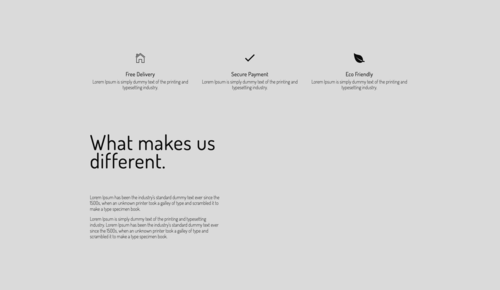 Free Delivery
Lorem Ipsum is simply dummy text of the printing and
typesetting industry.
Secure Payment
Lorem Ipsum is simply dummy text of the printing and
typesetting industry.
Eco Friendly
Lorem Ipsum is simply dummy text of the printing and
typesetting industry.
What makes us
different.
Lorem Ipsum has been the industry's standard dummy text ever since the
1500s, when an unknown printer took a galley of type and scrambled it to
make a type specimen book.
Lorem Ipsum is simply dummy text of the printing and typesetting
industry. Lorem Ipsum has been the industry's standard dummy text ever
since the 1500s, when an unknown printer took a galley of type and
scrambled it to make a type specimen book.